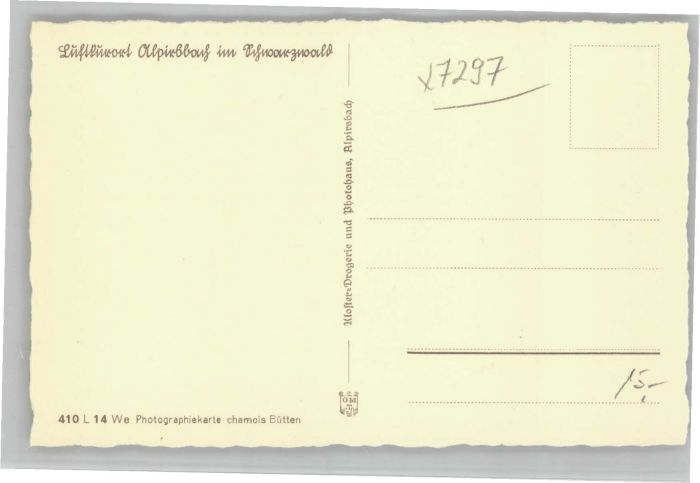 Luftkurort Alpirsbach im Schwarzwald
x7297
Kloster=Drogerie und Photohaus, Alpirsbach
15,-
410 L 14 We Photographiekarte chamois Bütten